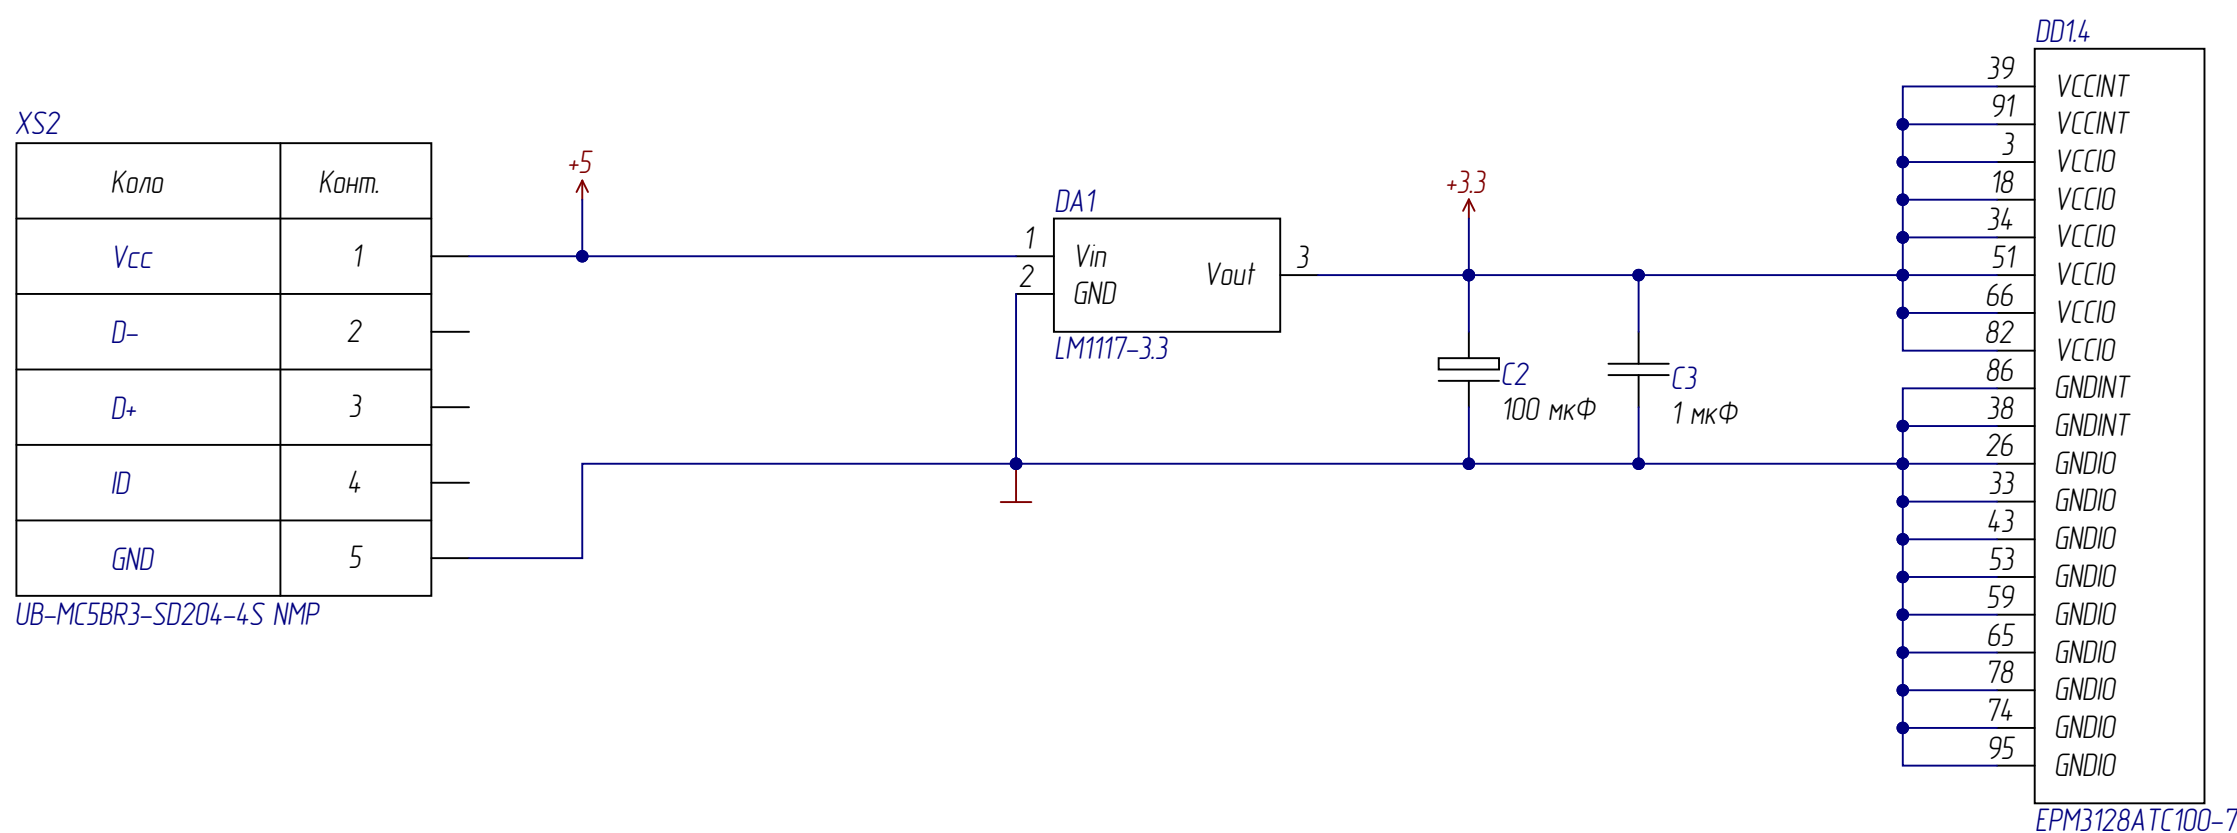 XS2
Коло Конт.
Vcc 1
D- 2
D+ 3
ID 4
GND 5
UB-MC5BR3-SD204-4S NMP
+5
DA1
1 Vin
2 GND
Vout 3
LM1117-3.3
+3.3
C2
100 мкФ
C3
1 мкФ
DD1.4
39 VCCINT
91 VCCINT
3 VCCIO
18 VCCIO
34 VCCIO
51 VCCIO
66 VCCIO
82 VCCIO
86 GNDINT
38 GNDINT
26 GNDIO
33 GNDIO
43 GNDIO
53 GNDIO
59 GNDIO
65 GNDIO
78 GNDIO
74 GNDIO
95 GNDIO
EPM3128ATC100-7